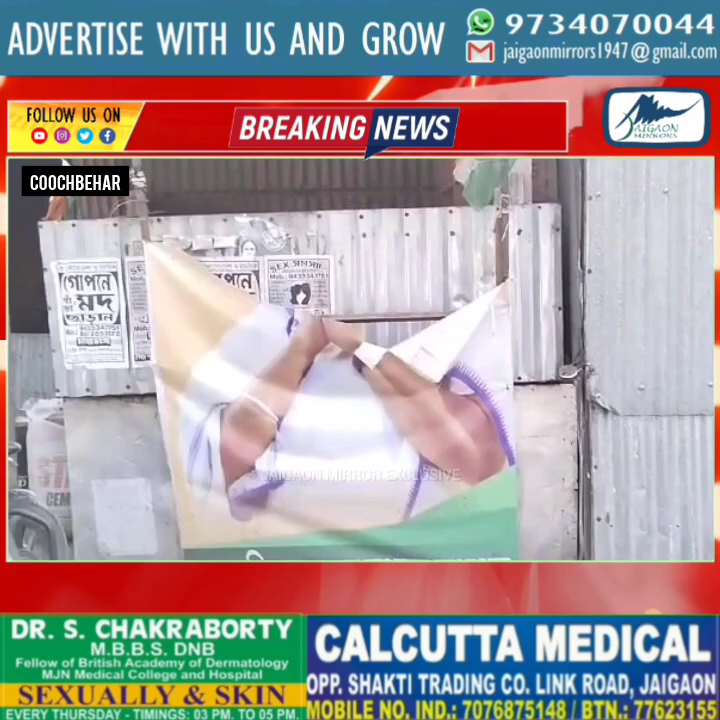 ADVERTISE WITH US AND GROW
9734070044
jaigaonmirrors1947@gmail.com
FOLLOW US ON
BREAKING NEWS
JAIGAON
MIRRORS
COOCHBEHAR
SEX সমস্যা
গোপনে
মদ
ছাড়ান
JAIGAON MIRROR EXCLUSIVE
CEM
DR. S. CHAKRABORTY
M.B.B.S. DNB
Fellow of British Academy of Dermatology
MJN Medical College and Hospital
SEXUALLY & SKIN
EVERY THURSDAY - TIMINGS: 03 PM. TO 05 PM.
CALCUTTA MEDICAL
OPP. SHAKTI TRADING CO. LINK ROAD, JAIGAON
MOBILE NO. IND.: 7076875148 / BTN.: 77623155